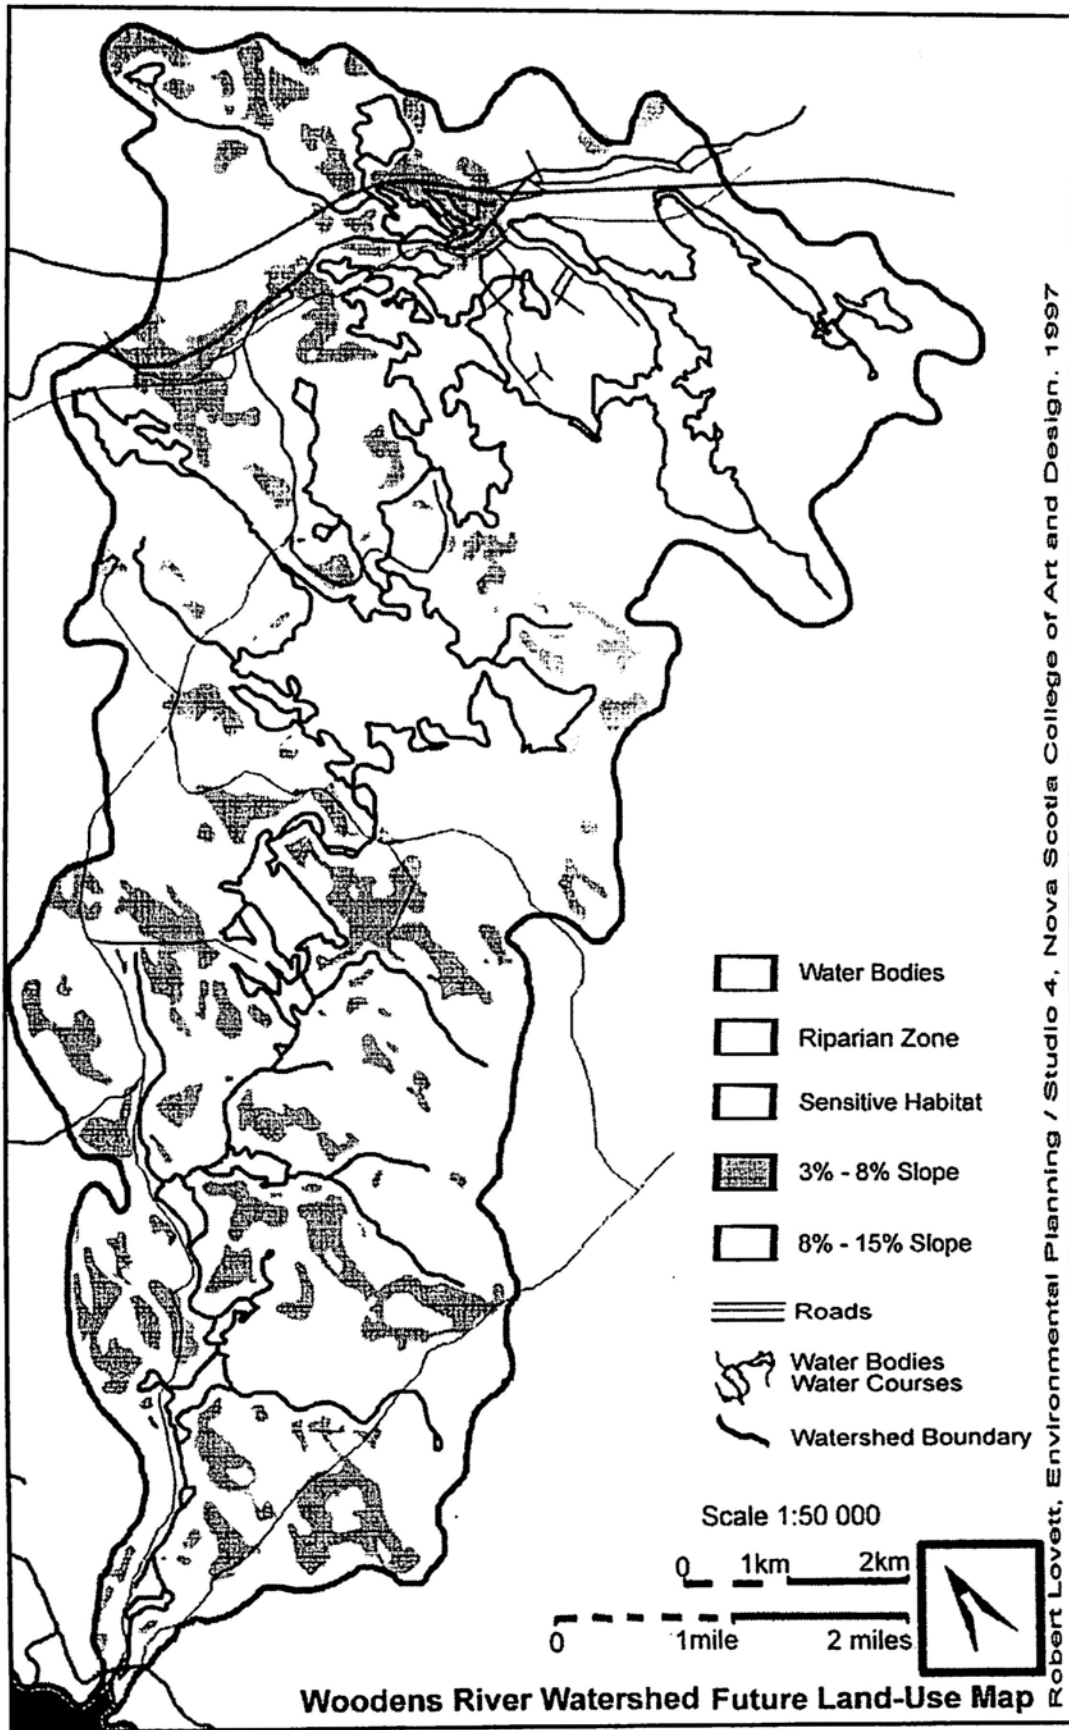 Water Bodies
Riparian Zone
Sensitive Habitat
3% - 8% Slope
8% - 15% Slope
Roads
Water Bodies
Water Courses
Watershed Boundary
Scale 1:50 000
0 1km 2km
0 1mile 2 miles
Woodens River Watershed Future Land-Use Map
Robert Lovett, Environmental Planning / Studio 4, Nova Scotia College of Art and Design. 1997